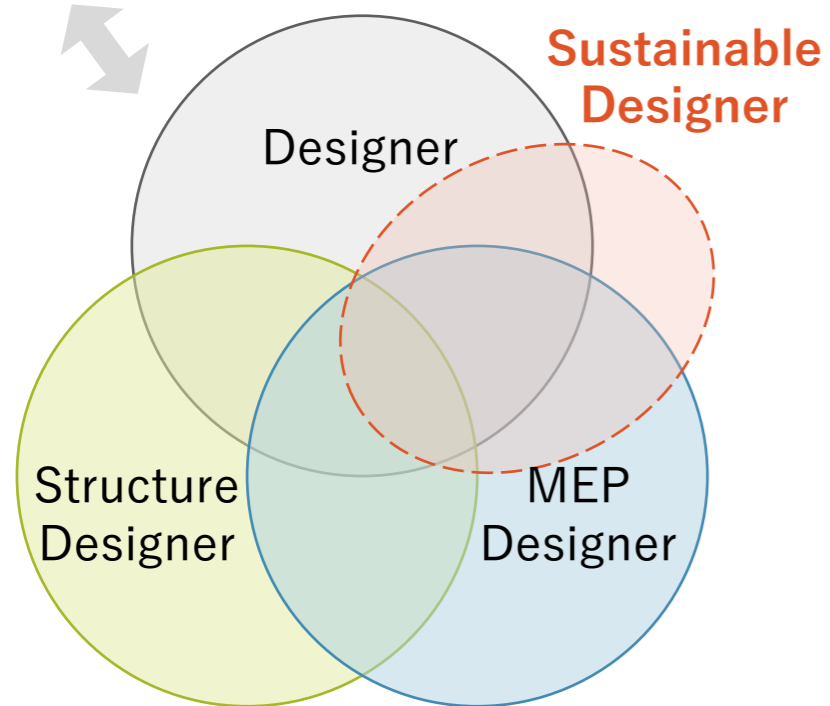 Sustainable
Designer
Designer
Structure
Designer
MEP
Designer